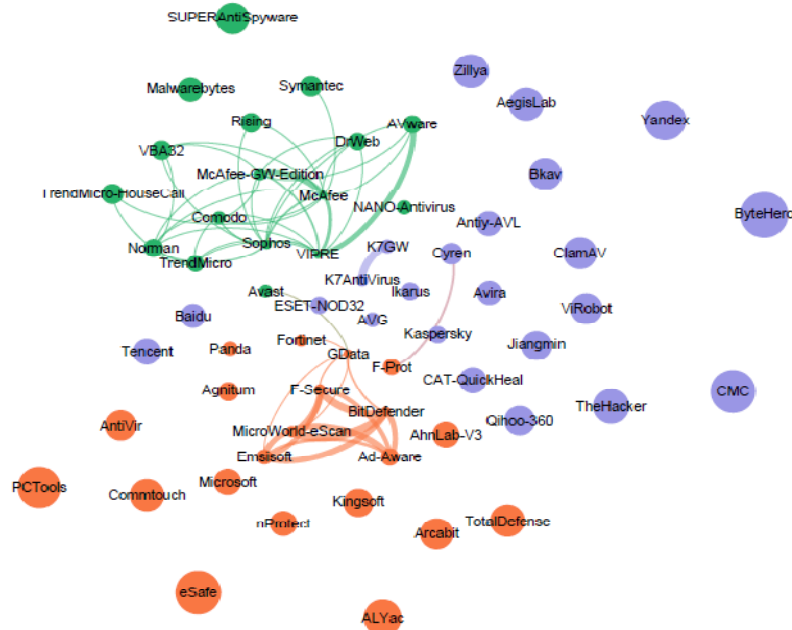 SUPERAntiSpyware
Zillya
Malwarebytes
Symantec
AegisLab
Yandex
Rising
AVware
DrWeb
VBA32
McAfee-GW-Edition
Bkav
TrendMicro-HouseCall
McAfee
NANO-Antivirus
ByteHero
Comodo
Antiy-AVL
Norman
Sophos
VIPRE
K7GW
Cyren
ClamAV
TrendMicro
K7AntiVirus
Avast
Ikarus
Avira
ESET-NOD32
ViRobot
Baidu
AVG
Kaspersky
Fortinet
Jiangmin
Tencent
Panda
GData
F-Prot
CAT-QuickHeal
Agnitum
F-Secure
CMC
BitDefender
TheHacker
AntiVir
MicroWorld-eScan
AhnLab-V3
Qihoo-360
Emsisoft
Ad-Aware
PCTools
Commtouch
Microsoft
Kingsoft
nProtect
Arcabit
TotalDefense
eSafe
ALYac